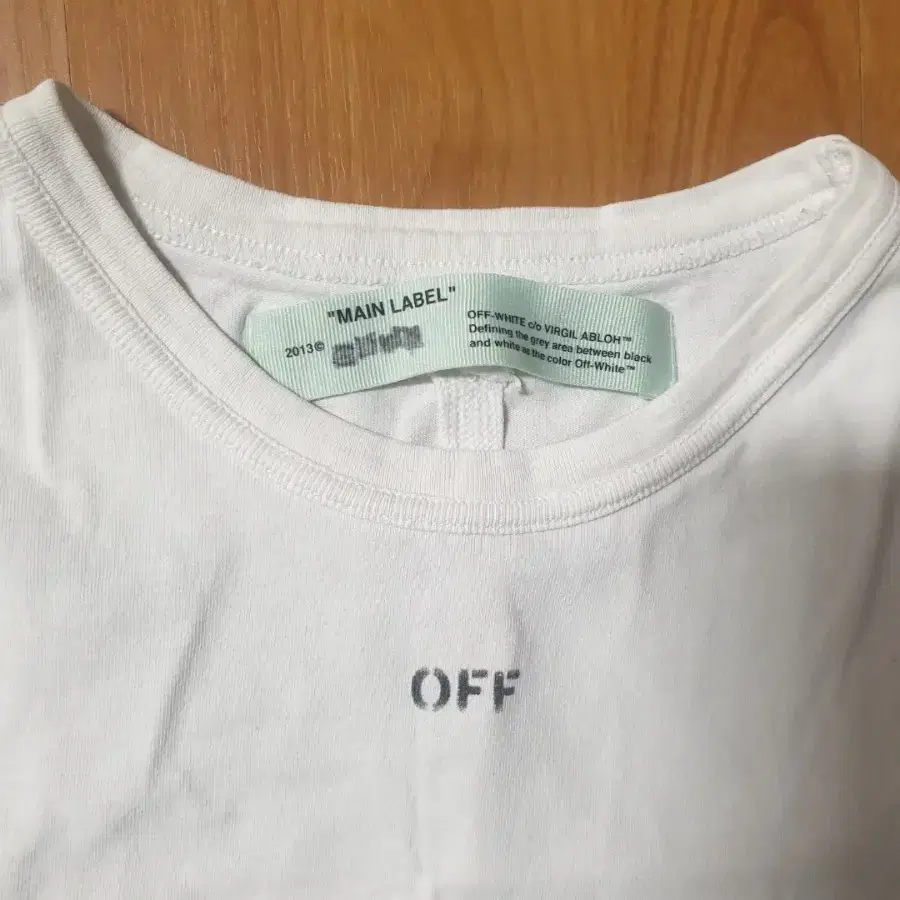 "MAIN LABEL"
2013©
OFF-WHITE c/o VIRGIL ABLOH™
Defining the grey area between black
and white as the color Off-White™
OFF